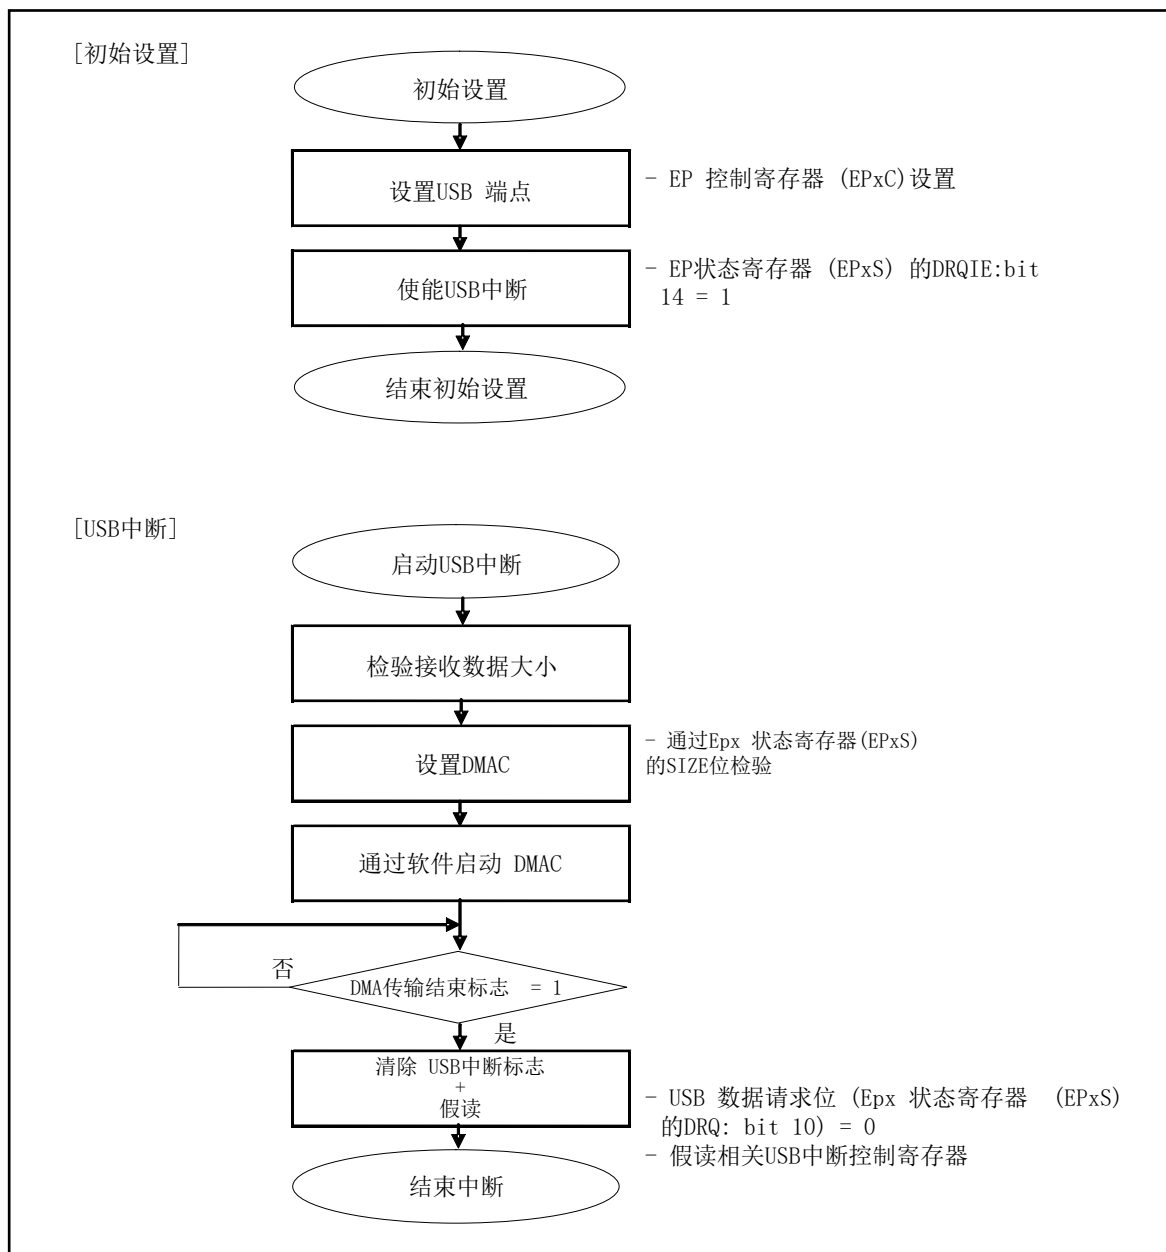 [初始设置]
初始设置
设置USB 端点
- EP 控制寄存器 (EPxC)设置
使能USB中断
- EP状态寄存器 (EPxS) 的DRQIE:bit
14 = 1
结束初始设置
[USB中断]
启动USB中断
检验接收数据大小
设置DMAC
- 通过Epx 状态寄存器(EPxS)
的SIZE位检验
通过软件启动 DMAC
否
DMA传输结束标志 = 1
是
清除 USB中断标志
+
假读
- USB 数据请求位 (Epx 状态寄存器 (EPxS)
的DRQ: bit 10) = 0
- 假读相关USB中断控制寄存器
结束中断